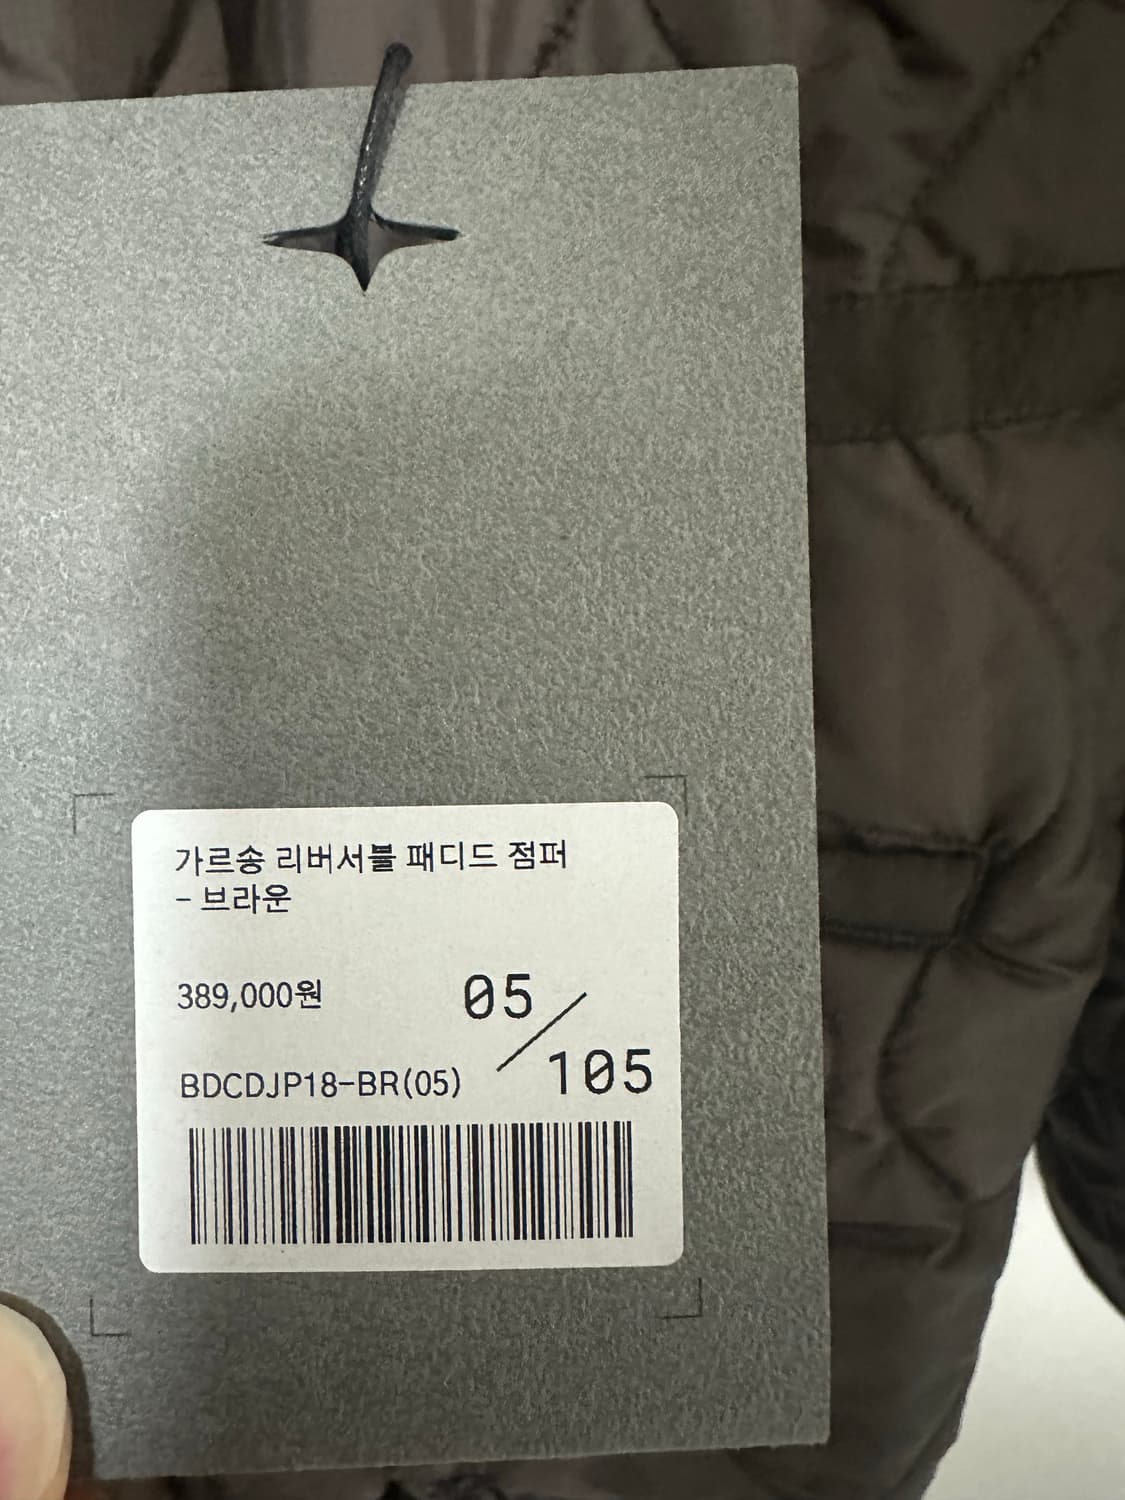 가르송 리버서블 패디드 점퍼
- 브라운
389,000원
05
/
105
BDCDJP18-BR(05)